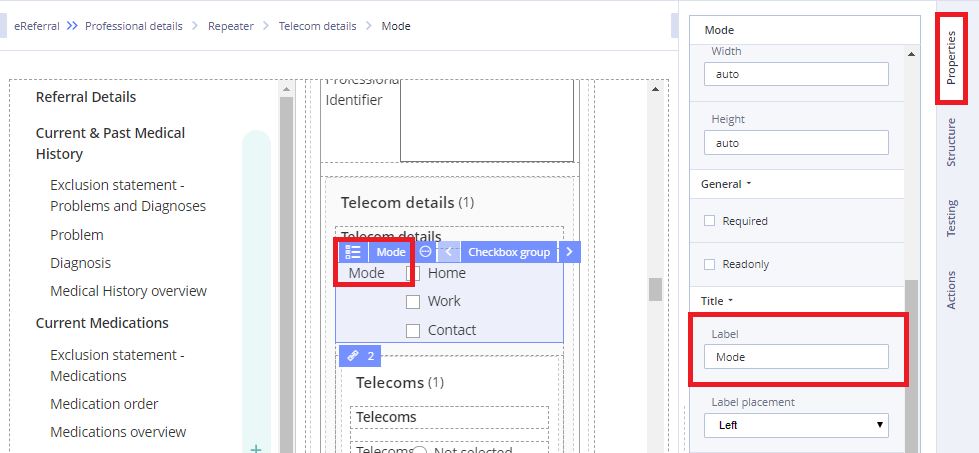 eReferral Professional details Repeater Telecom details Mode
Referral Details
Current & Past Medical
History
Exclusion statement -
Problems and Diagnoses
Problem
Diagnosis
Medical History overview
Current Medications
Exclusion statement -
Medications
Medication order
Medications overview
Professional
Identifier
Telecom details (1)
Telecom details
Mode
Checkbox group
Mode
Home
Work
Contact
2
Telecoms (1)
Telecoms
Telecoms
Not selected
Mode
Width
auto
Height
auto
General
Required
Readonly
Title
Label
Mode
Label placement
Left
Properties
Structure
Testing
Actions